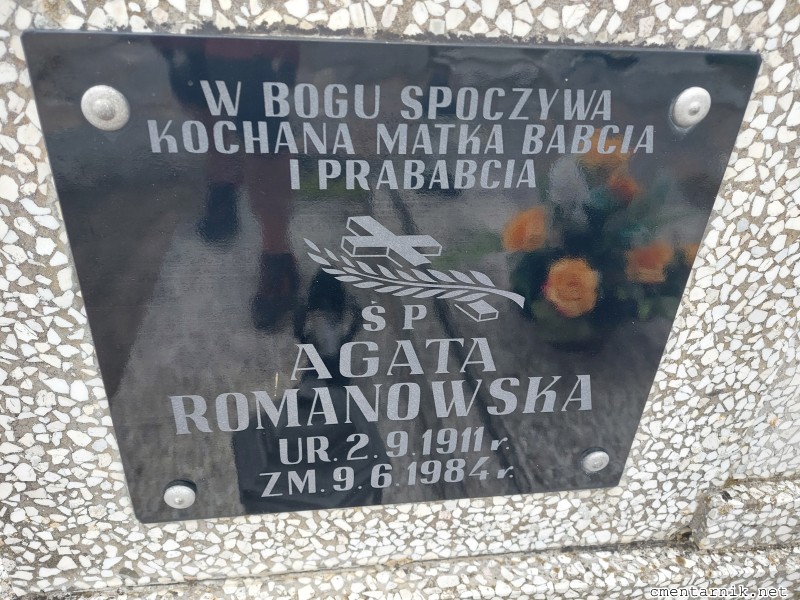 W BOGU SPOCZYWA
KOCHANA MATKA BABCIA
I PRABABCIA
ŚP
AGATA
ROMANOWSKA
UR. 2.9.1911 r.
ZM. 9.6.1984 r.
cmentarnik.net